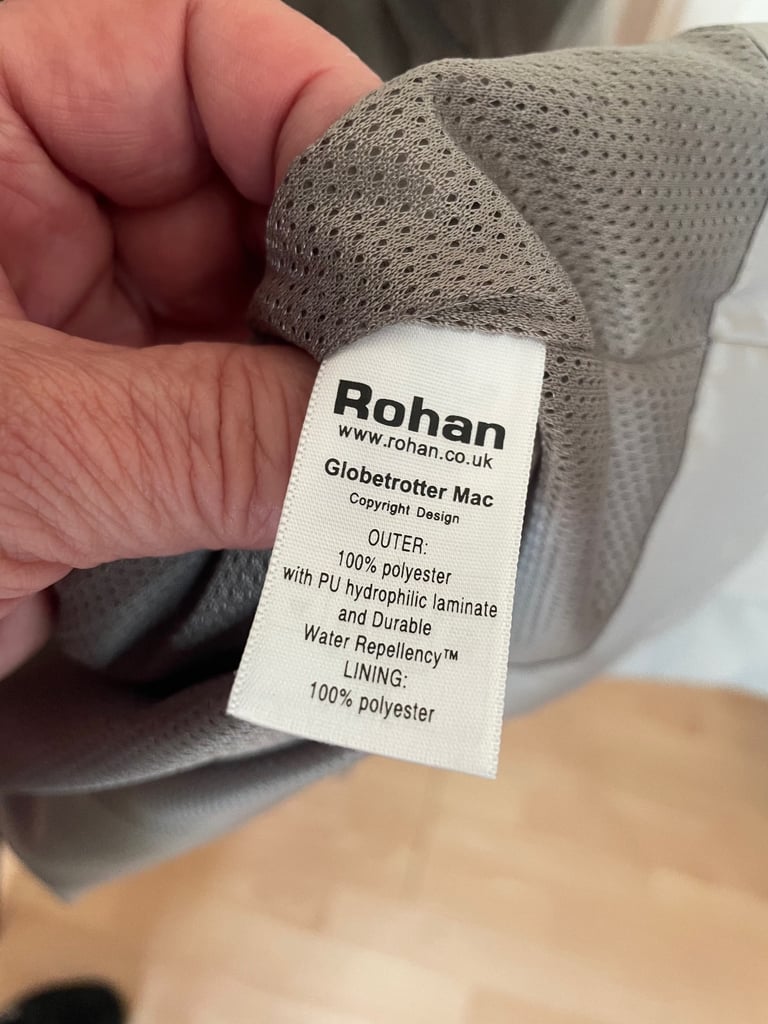 Rohan
www.rohan.co.uk
Globetrotter Mac
Copyright Design
OUTER:
100% polyester
with PU hydrophilic laminate
and Durable
Water Repellency™
LINING:
100% polyester